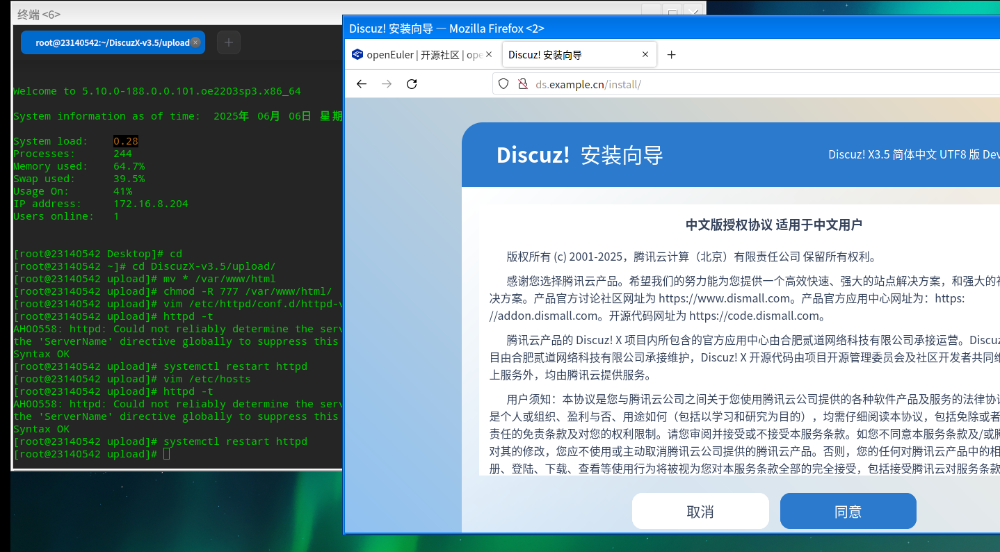 终端 <6>
root@23140542:~/DiscuzX-v3.5/upload
Welcome to 5.10.0-188.0.0.101.oe2203sp3.x86_64
System information as of time:  2025年 06月 06日 星期
System load:    0.28
Processes:      244
Memory used:    64.7%
Swap used:      39.5%
Usage On:       41%
IP address:     172.16.8.204
Users online:   1
[root@23140542 Desktop]# cd
[root@23140542 ~]# cd DiscuzX-v3.5/upload/
[root@23140542 upload]# mv * /var/www/html
[root@23140542 upload]# chmod -R 777 /var/www/html/
[root@23140542 upload]# vim /etc/httpd/conf.d/httpd-v
[root@23140542 upload]# httpd -t
AH00558: httpd: Could not reliably determine the serv
the 'ServerName' directive globally to suppress this
Syntax OK
[root@23140542 upload]# systemctl restart httpd
[root@23140542 upload]# vim /etc/hosts
[root@23140542 upload]# httpd -t
AH00558: httpd: Could not reliably determine the serv
the 'ServerName' directive globally to suppress this
Syntax OK
[root@23140542 upload]# systemctl restart httpd
[root@23140542 upload]#
Discuz! 安装向导 — Mozilla Firefox <2>
openEuler | 开源社区 | ope
Discuz! 安装向导
ds.example.cn/install/
Discuz! 安装向导
Discuz! X3.5 简体中文 UTF8 版 Dev
中文版授权协议 适用于中文用户
版权所有 (c) 2001-2025，腾讯云计算（北京）有限责任公司 保留所有权利。
感谢您选择腾讯云产品。希望我们的努力能为您提供一个高效快速、强大的站点解决方案，和强大的
决方案。产品官方讨论社区网址为 https://www.dismall.com。产品官方应用中心网址为：https:
//addon.dismall.com。开源代码网址为 https://code.dismall.com。
腾讯云产品的 Discuz! X 项目内所包含的官方应用中心由合肥贰道网络科技有限公司承接运营。Discuz
目由合肥贰道网络科技有限公司承接维护，Discuz! X 开源代码由项目开源管理委员会及社区开发者共同维
上服务外，均由腾讯云提供服务。
用户须知：本协议是您与腾讯云公司之间关于您使用腾讯云公司提供的各种软件产品及服务的法律协议
是个人或组织、盈利与否、用途如何（包括以学习和研究为目的），均需仔细阅读本协议，包括免除或者
责任的免责条款及对您的权利限制。请您审阅并接受或不接受本服务条款。如您不同意本服务条款及/或腾
对其的修改，您应不使用或主动取消腾讯云公司提供的腾讯云产品。否则，您的任何对腾讯云产品中的相
册、登陆、下载、查看等使用行为将被视为您对本服务条款全部的完全接受，包括接受腾讯云对服务条款
取消
同意